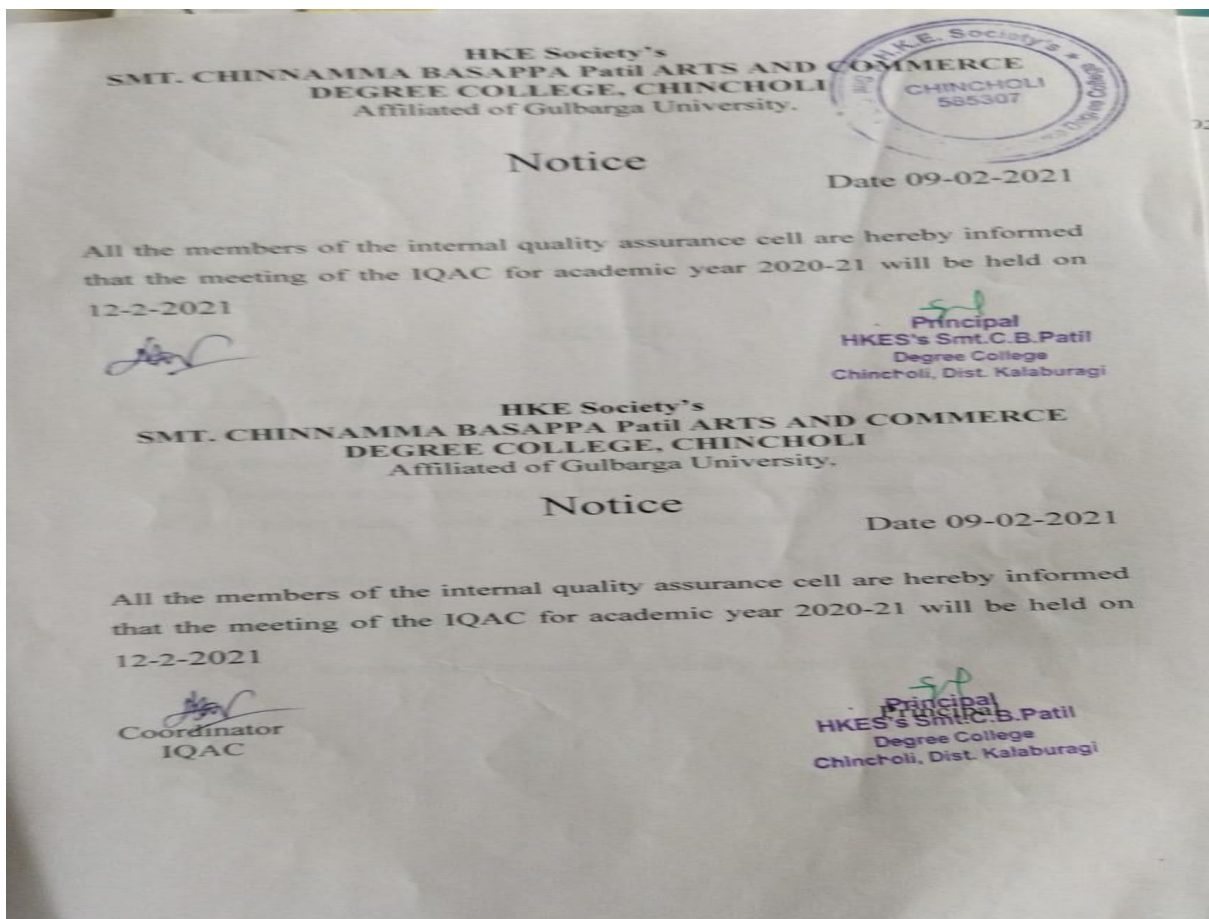 HKE Society's
SMT. CHINNAMMA BASAPPA Patil ARTS AND COMMERCE
DEGREE COLLEGE, CHINCHOLI
Affiliated of Gulbarga University.
H.K.E. Society's
CHINCHOLI
585307
Degree College
Notice
Date 09-02-2021
All the members of the internal quality assurance cell are hereby informed
that the meeting of the IQAC for academic year 2020-21 will be held on
12-2-2021
Principal
HKES's Smt.C.B.Patil
Degree College
Chincholi, Dist. Kalaburagi
HKE Society's
SMT. CHINNAMMA BASAPPA Patil ARTS AND COMMERCE
DEGREE COLLEGE, CHINCHOLI
Affiliated of Gulbarga University.
Notice
Date 09-02-2021
All the members of the internal quality assurance cell are hereby informed
that the meeting of the IQAC for academic year 2020-21 will be held on
12-2-2021
Coordinator
IQAC
Principal
Principal
HKES's Smt.C.B.Patil
Degree College
Chincholi, Dist. Kalaburagi